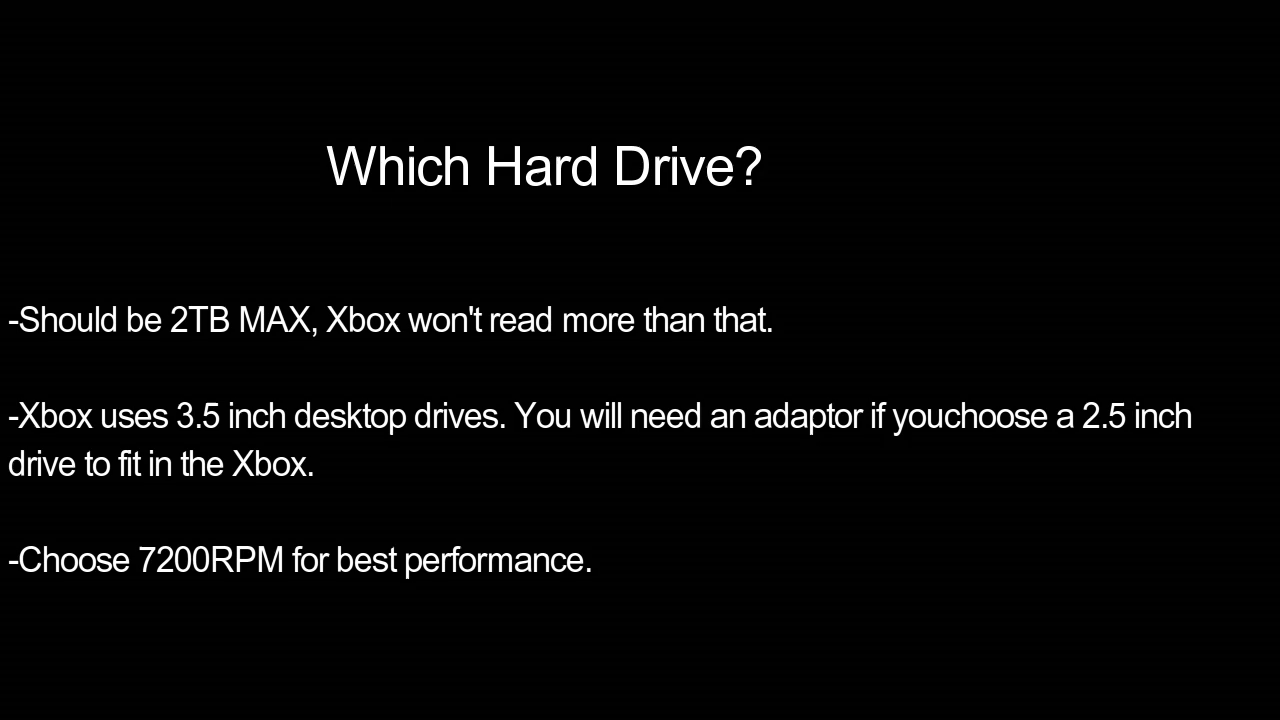 Which Hard Drive?
-Should be 2TB MAX, Xbox won't read more than that.
-Xbox uses 3.5 inch desktop drives. You will need an adaptor if youchoose a 2.5 inch
drive to fit in the Xbox.
-Choose 7200RPM for best performance.